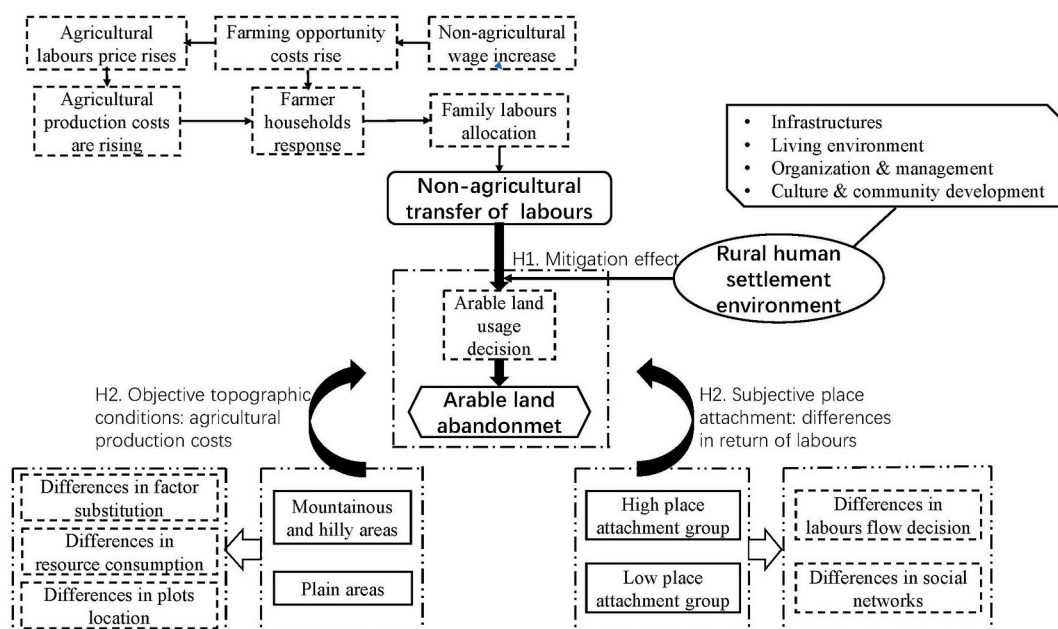 Agricultural
labours price rises
Farming opportunity
costs rise
Non-agricultural
wage increase
Agricultural
production costs
are rising
Farmer
households
response
Family labours
allocation
• Infrastructures
• Living environment
• Organization & management
• Culture & community development
Non-agricultural
transfer of labours
H1. Mitigation effect
Rural human
settlement
environment
Arable land
usage
decision
H2. Objective topographic
conditions: agricultural
production costs
Arable land
abandonmet
H2. Subjective place
attachment: differences
in return of labours
Differences in factor
substitution
Differences in
resource consumption
Differences in plots
location
Mountainous
and hilly areas
Plain areas
High place
attachment group
Low place
attachment group
Differences in
labours flow decision
Differences in social
networks